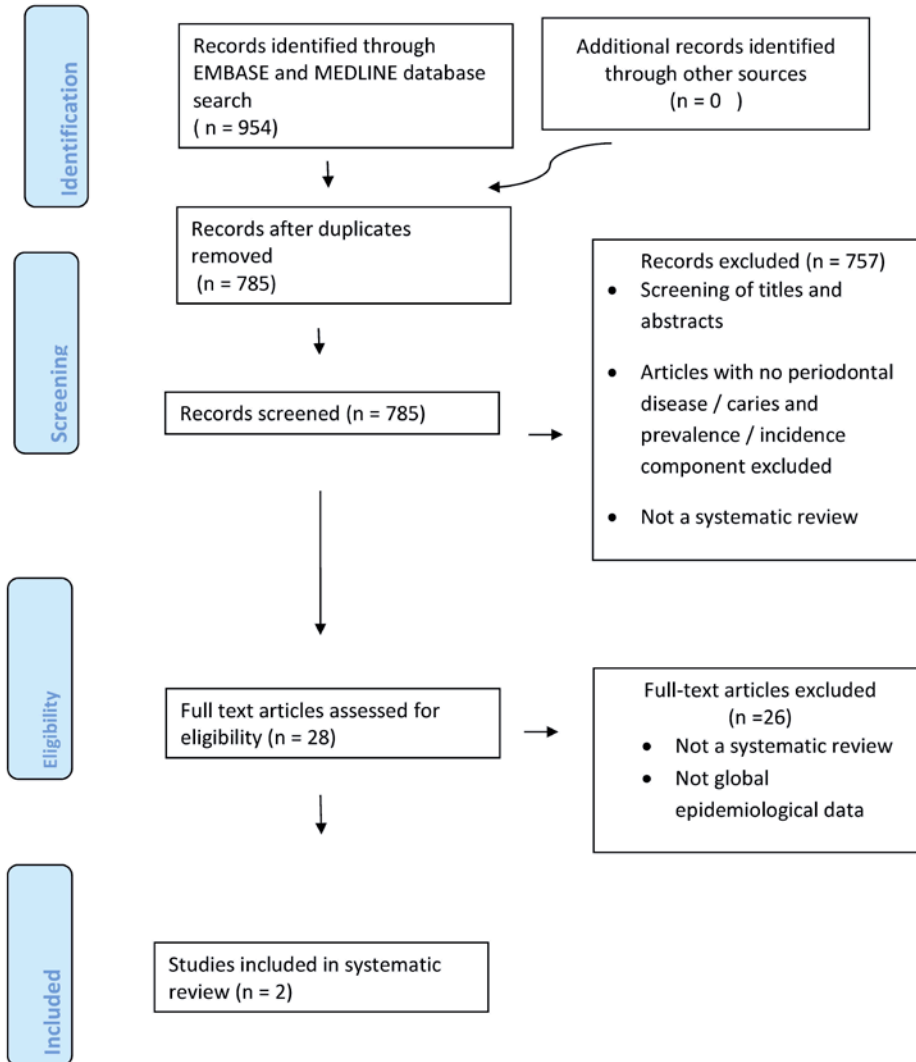 Identification
Records identified through
EMBASE and MEDLINE database
search
( n = 954)
Additional records identified
through other sources
(n = 0 )
Records after duplicates
removed
(n = 785)
Screening
Records screened (n = 785)
Records excluded (n = 757)
• Screening of titles and
abstracts
• Articles with no periodontal
disease / caries and
prevalence / incidence
component excluded
• Not a systematic review
Eligibility
Full text articles assessed for
eligibility (n = 28)
Full-text articles excluded
(n =26)
• Not a systematic review
• Not global
epidemiological data
Included
Studies included in systematic
review (n = 2)